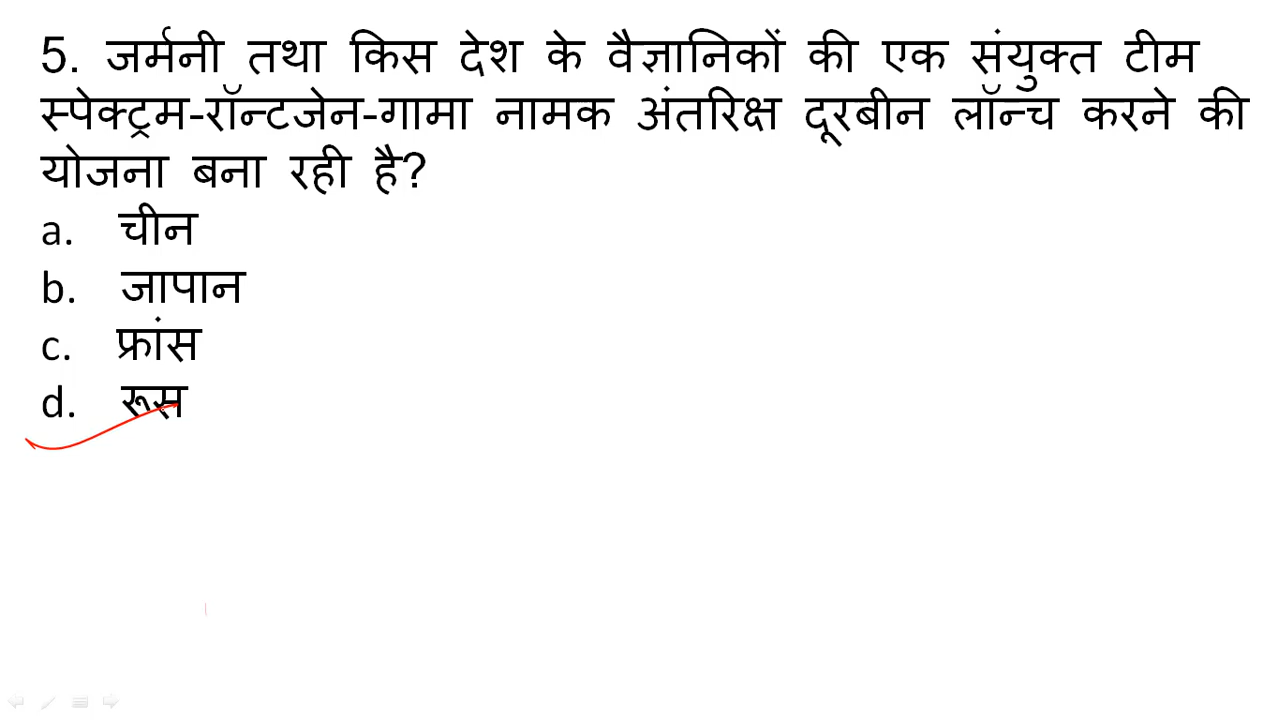 5. जर्मनी तथा किस देश के वैज्ञानिकों की एक संयुक्त टीम
स्पेक्ट्रम-रॉन्टजेन-गामा नामक अंतरिक्ष दूरबीन लॉन्च करने की
योजना बना रही है?
a. चीन
b. जापान
c. फ्रांस
d. रूस